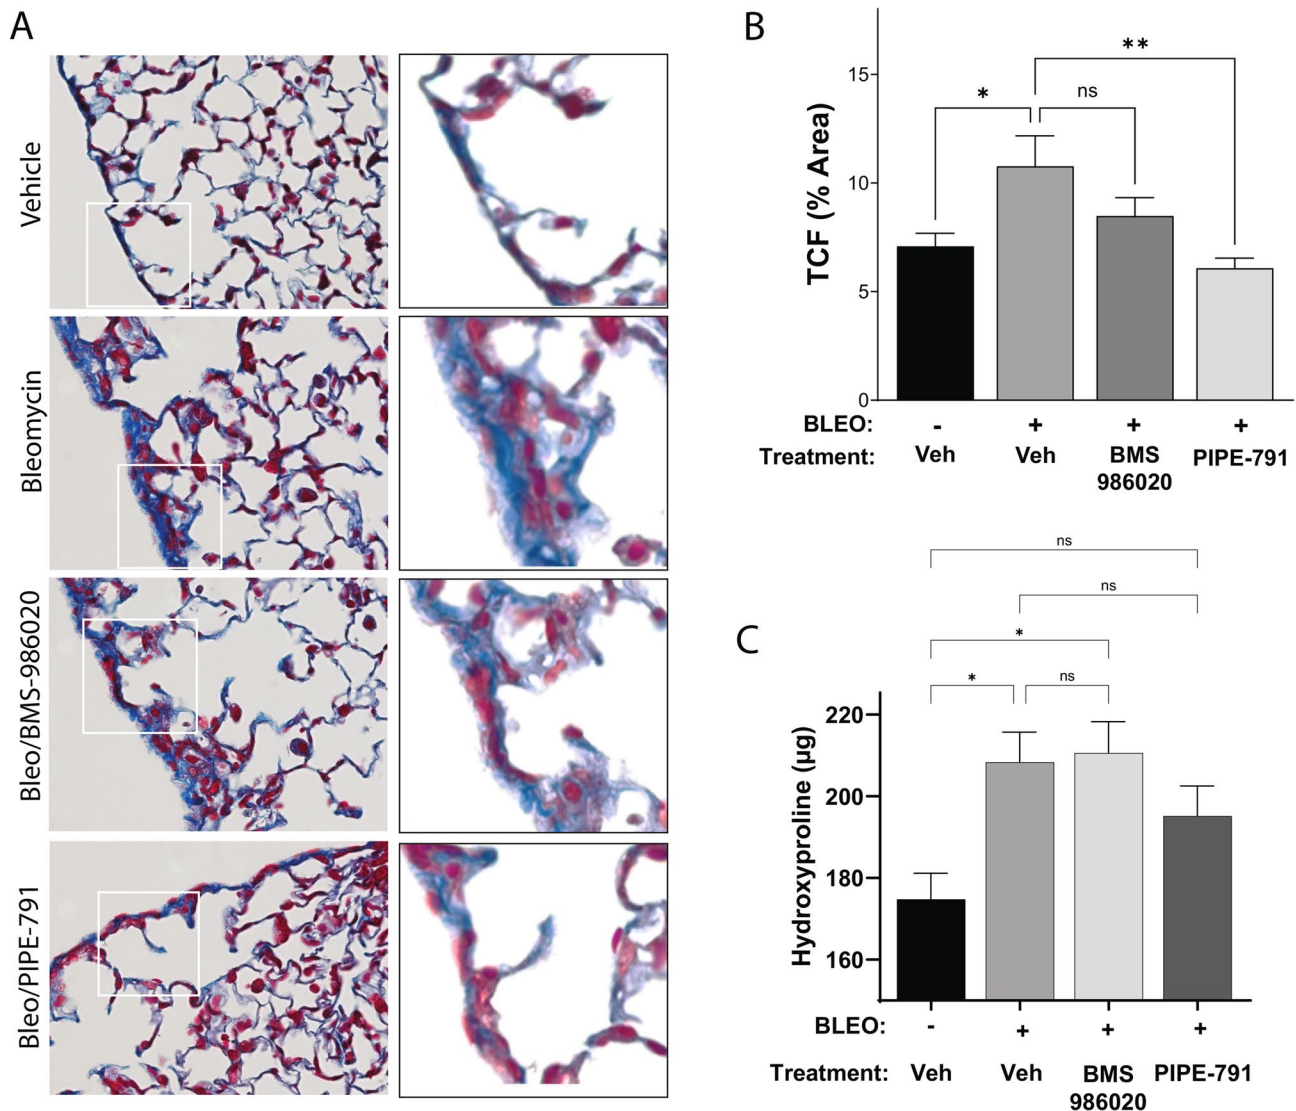 A
Vehicle
Bleomycin
Bleo/BMS-986020
Bleo/PIPE-791
B
**
* ns
TCF (% Area)
15
10
5
0
BLEO: - + + +
Treatment: Veh Veh BMS 986020 PIPE-791
C
ns
ns
*
* ns
Hydroxyproline (µg)
220
200
180
160
BLEO: - + + +
Treatment: Veh Veh BMS 986020 PIPE-791